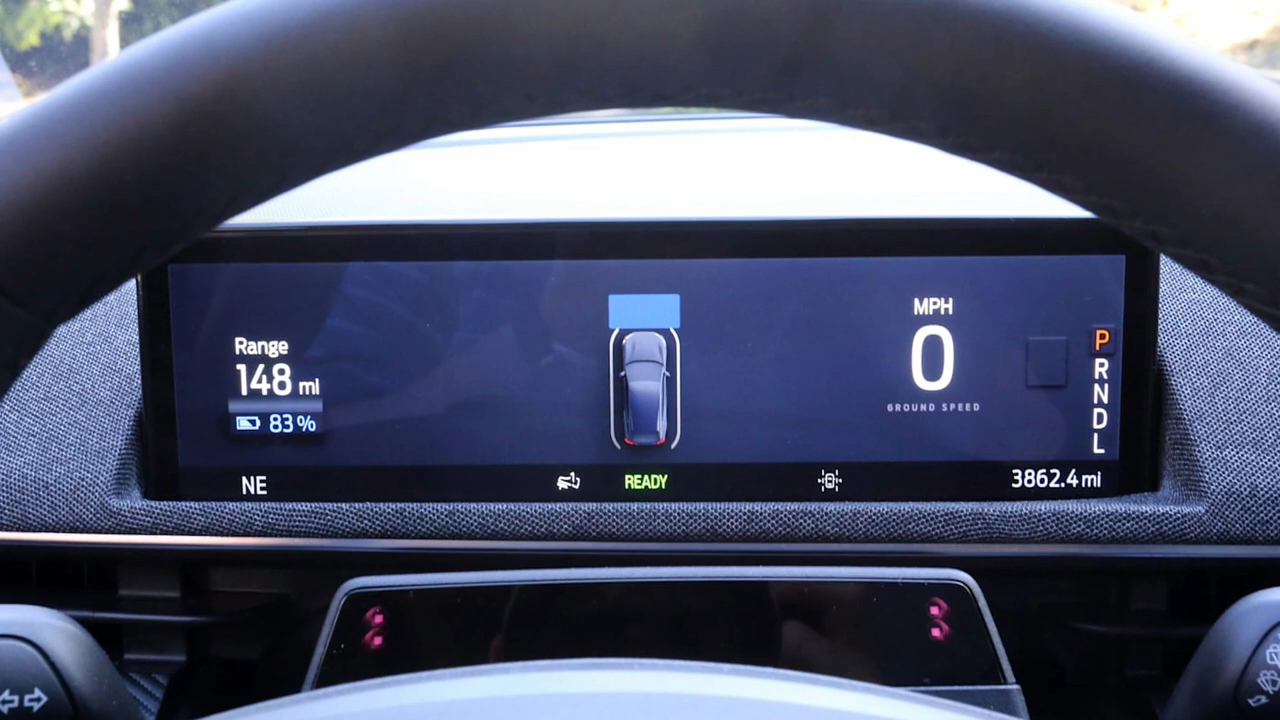 Range
148 mi
83%
MPH
0
GROUND SPEED
P
R
N
D
L
NE
READY
3862.4 mi